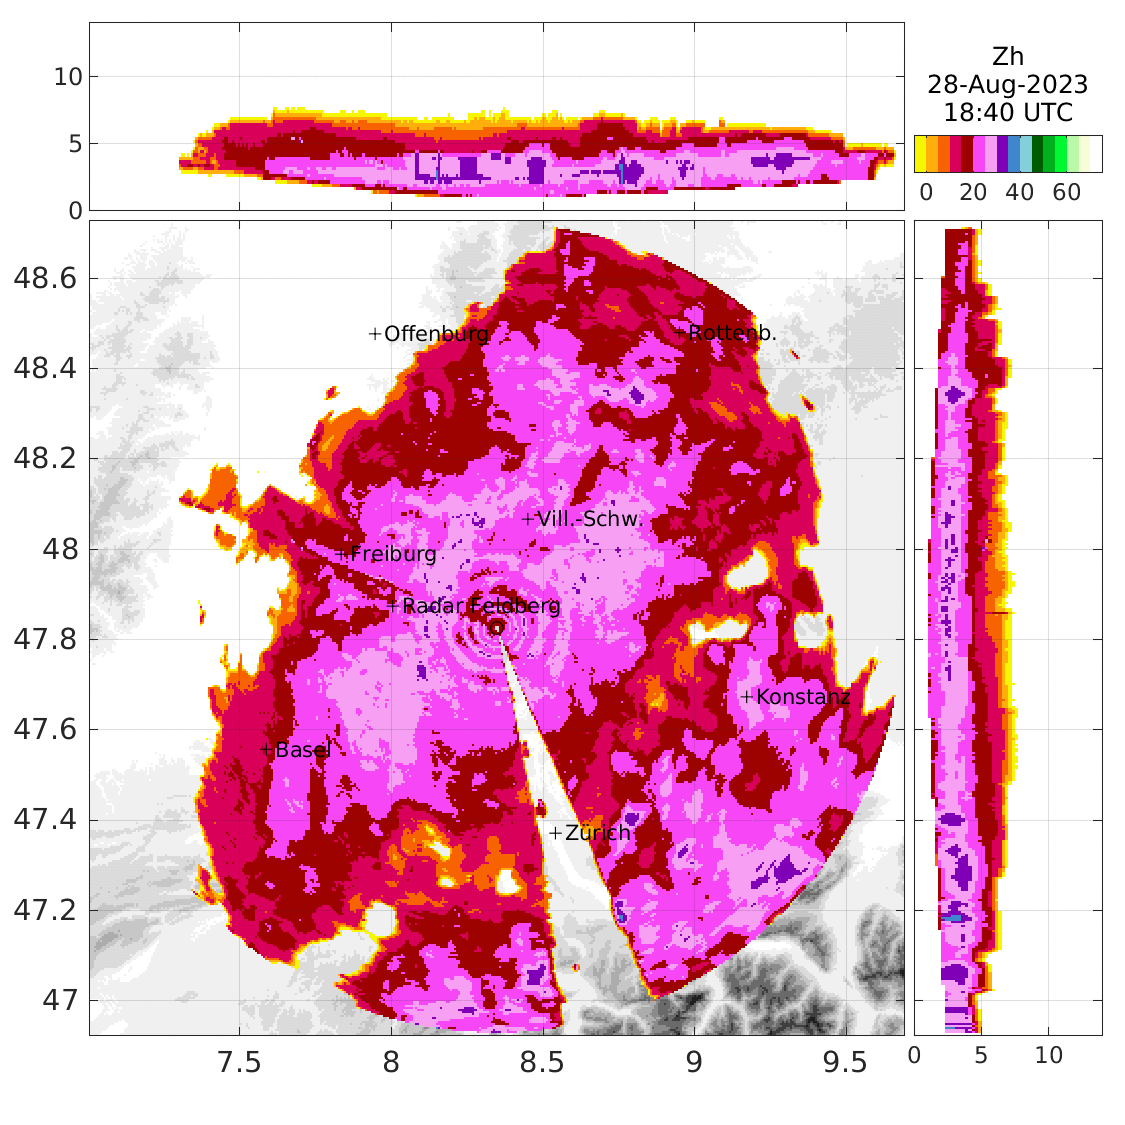 10
5
0
Zh
28-Aug-2023
18:40 UTC
0 20 40 60
48.6
48.4
48.2
48
47.8
47.6
47.4
47.2
47
+Offenburg
+Rottenb.
+Vill.-Schw.
+Freiburg
+Radar Feldberg
+Konstanz
+Basel
+Zürich
7.5 8 8.5 9 9.5
0 5 10